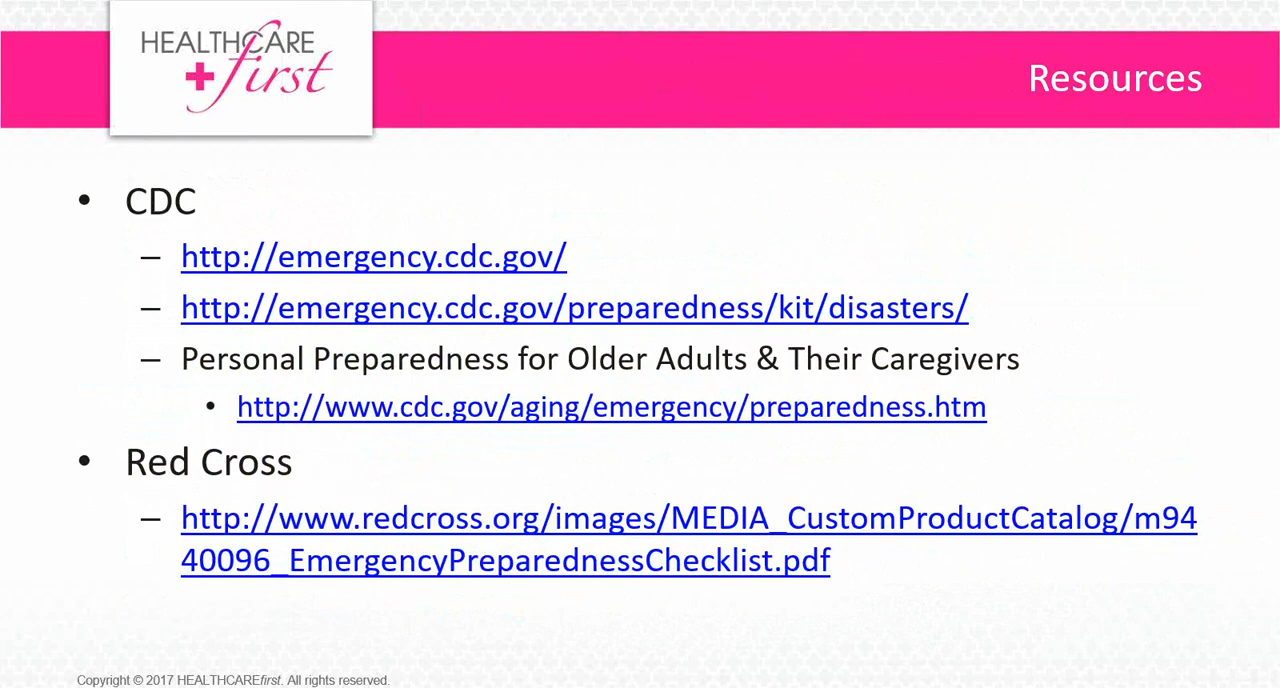 HEALTHCARE
first
Resources
• CDC
– http://emergency.cdc.gov/
– http://emergency.cdc.gov/preparedness/kit/disasters/
– Personal Preparedness for Older Adults & Their Caregivers
• http://www.cdc.gov/aging/emergency/preparedness.htm
• Red Cross
– http://www.redcross.org/images/MEDIA_CustomProductCatalog/m94
40096_EmergencyPreparednessChecklist.pdf
Copyright © 2017 HEALTHCAREfirst. All rights reserved.